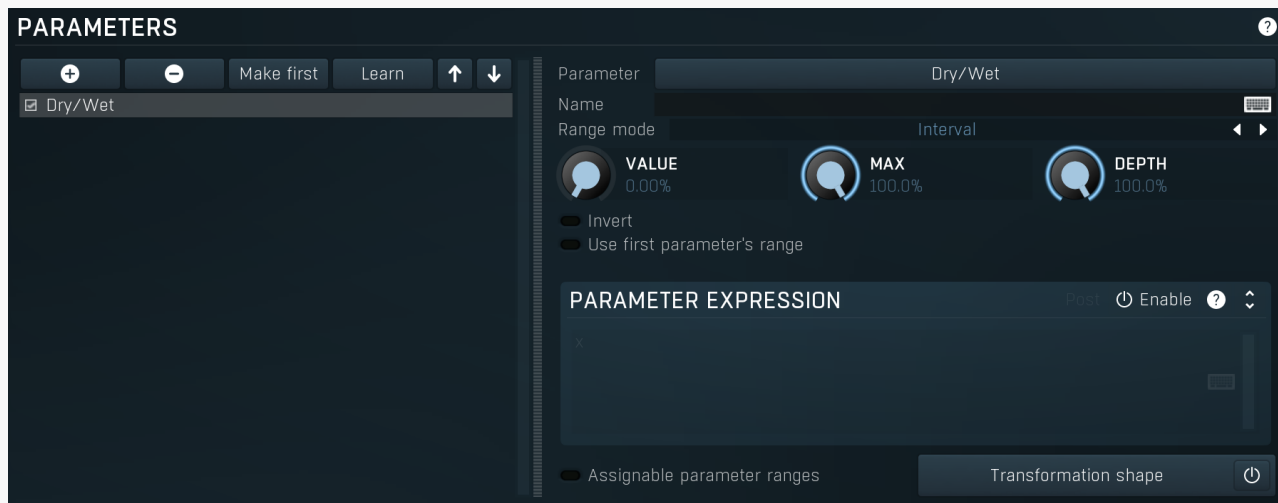 PARAMETERS
Make first Learn
Dry/Wet
Parameter Dry/Wet
Name
Range mode Interval
VALUE MAX DEPTH
0.00% 100.0% 100.0%
Invert
Use first parameter's range
PARAMETER EXPRESSION Post Enable
x
Assignable parameter ranges Transformation shape